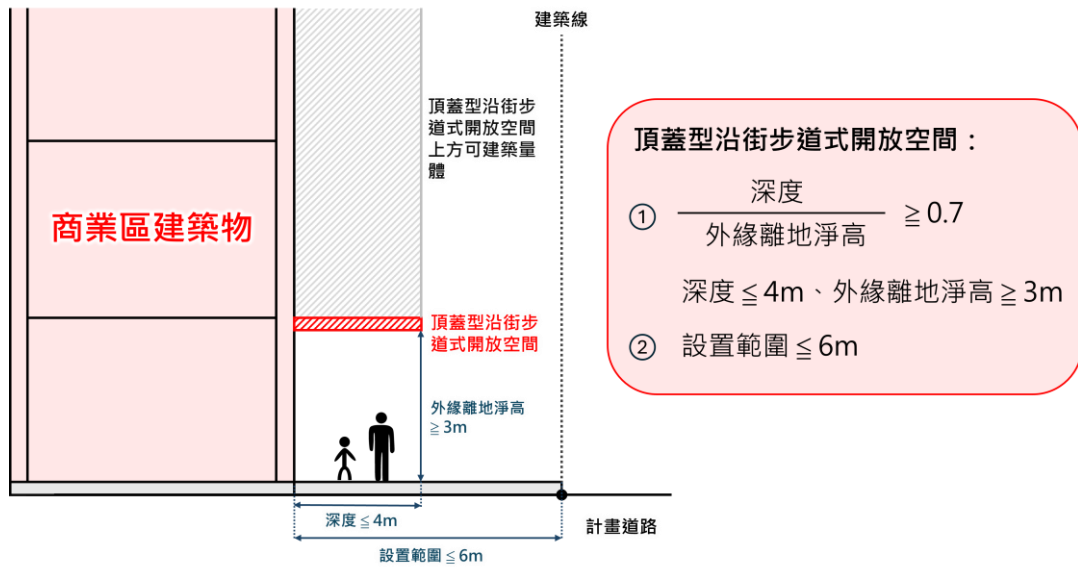 建築線
頂蓋型沿街步
道式開放空間
上方可建築量
體
商業區建築物
頂蓋型沿街步
道式開放空間
外緣離地淨高
≧3m
深度≦4m
設置範圍≦6m
計畫道路
頂蓋型沿街步道式開放空間：
① 深度
外緣離地淨高
≧0.7
深度≦4m、外緣離地淨高≧3m
② 設置範圍≦6m